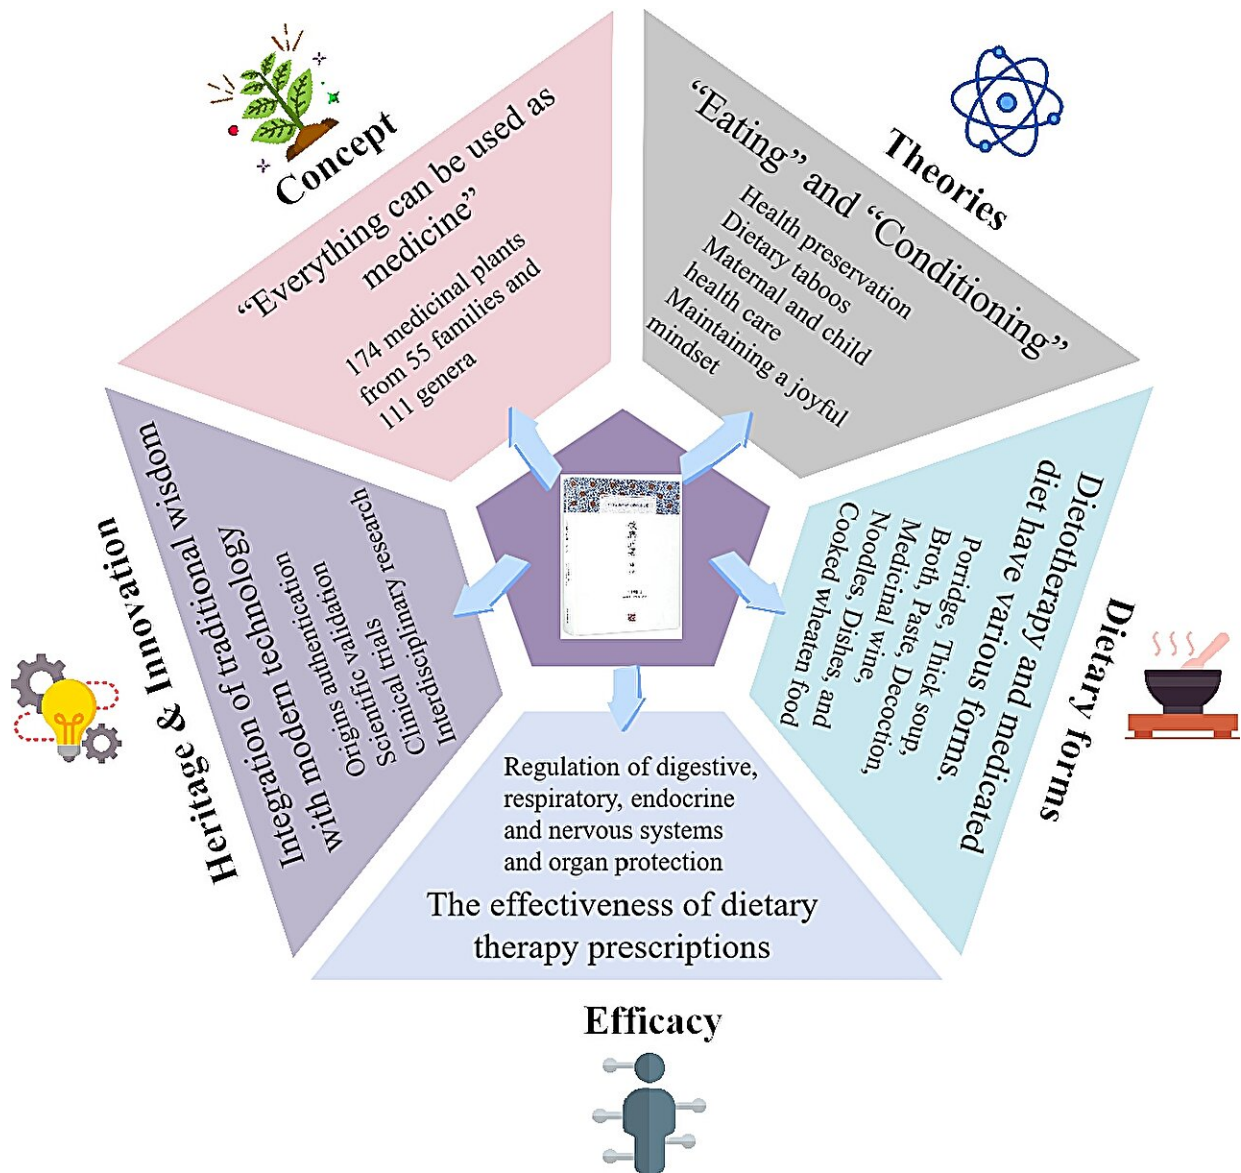 Concept
“Everything can be used as
medicine”
174 medicinal plants
from 55 families and
111 genera
Theories
“Eating” and “Conditioning”
Health preservation
Dietary taboos
Maternal and child
health care
Maintaining a joyful
mindset
Dietary forms
Dietotherapy and medicated
diet have various forms.
Porridge, Thick soup,
Broth, Paste, Decoction,
Medicinal wine,
Noodles, Dishes, and
Cooked wheaten food
Regulation of digestive,
respiratory, endocrine
and nervous systems
and organ protection
The effectiveness of dietary
therapy prescriptions
Efficacy
Heritage & Innovation
Integration of traditional wisdom
with modern technology
Origins authentication
Scientific validation
Clinical trials
Interdisciplinary research